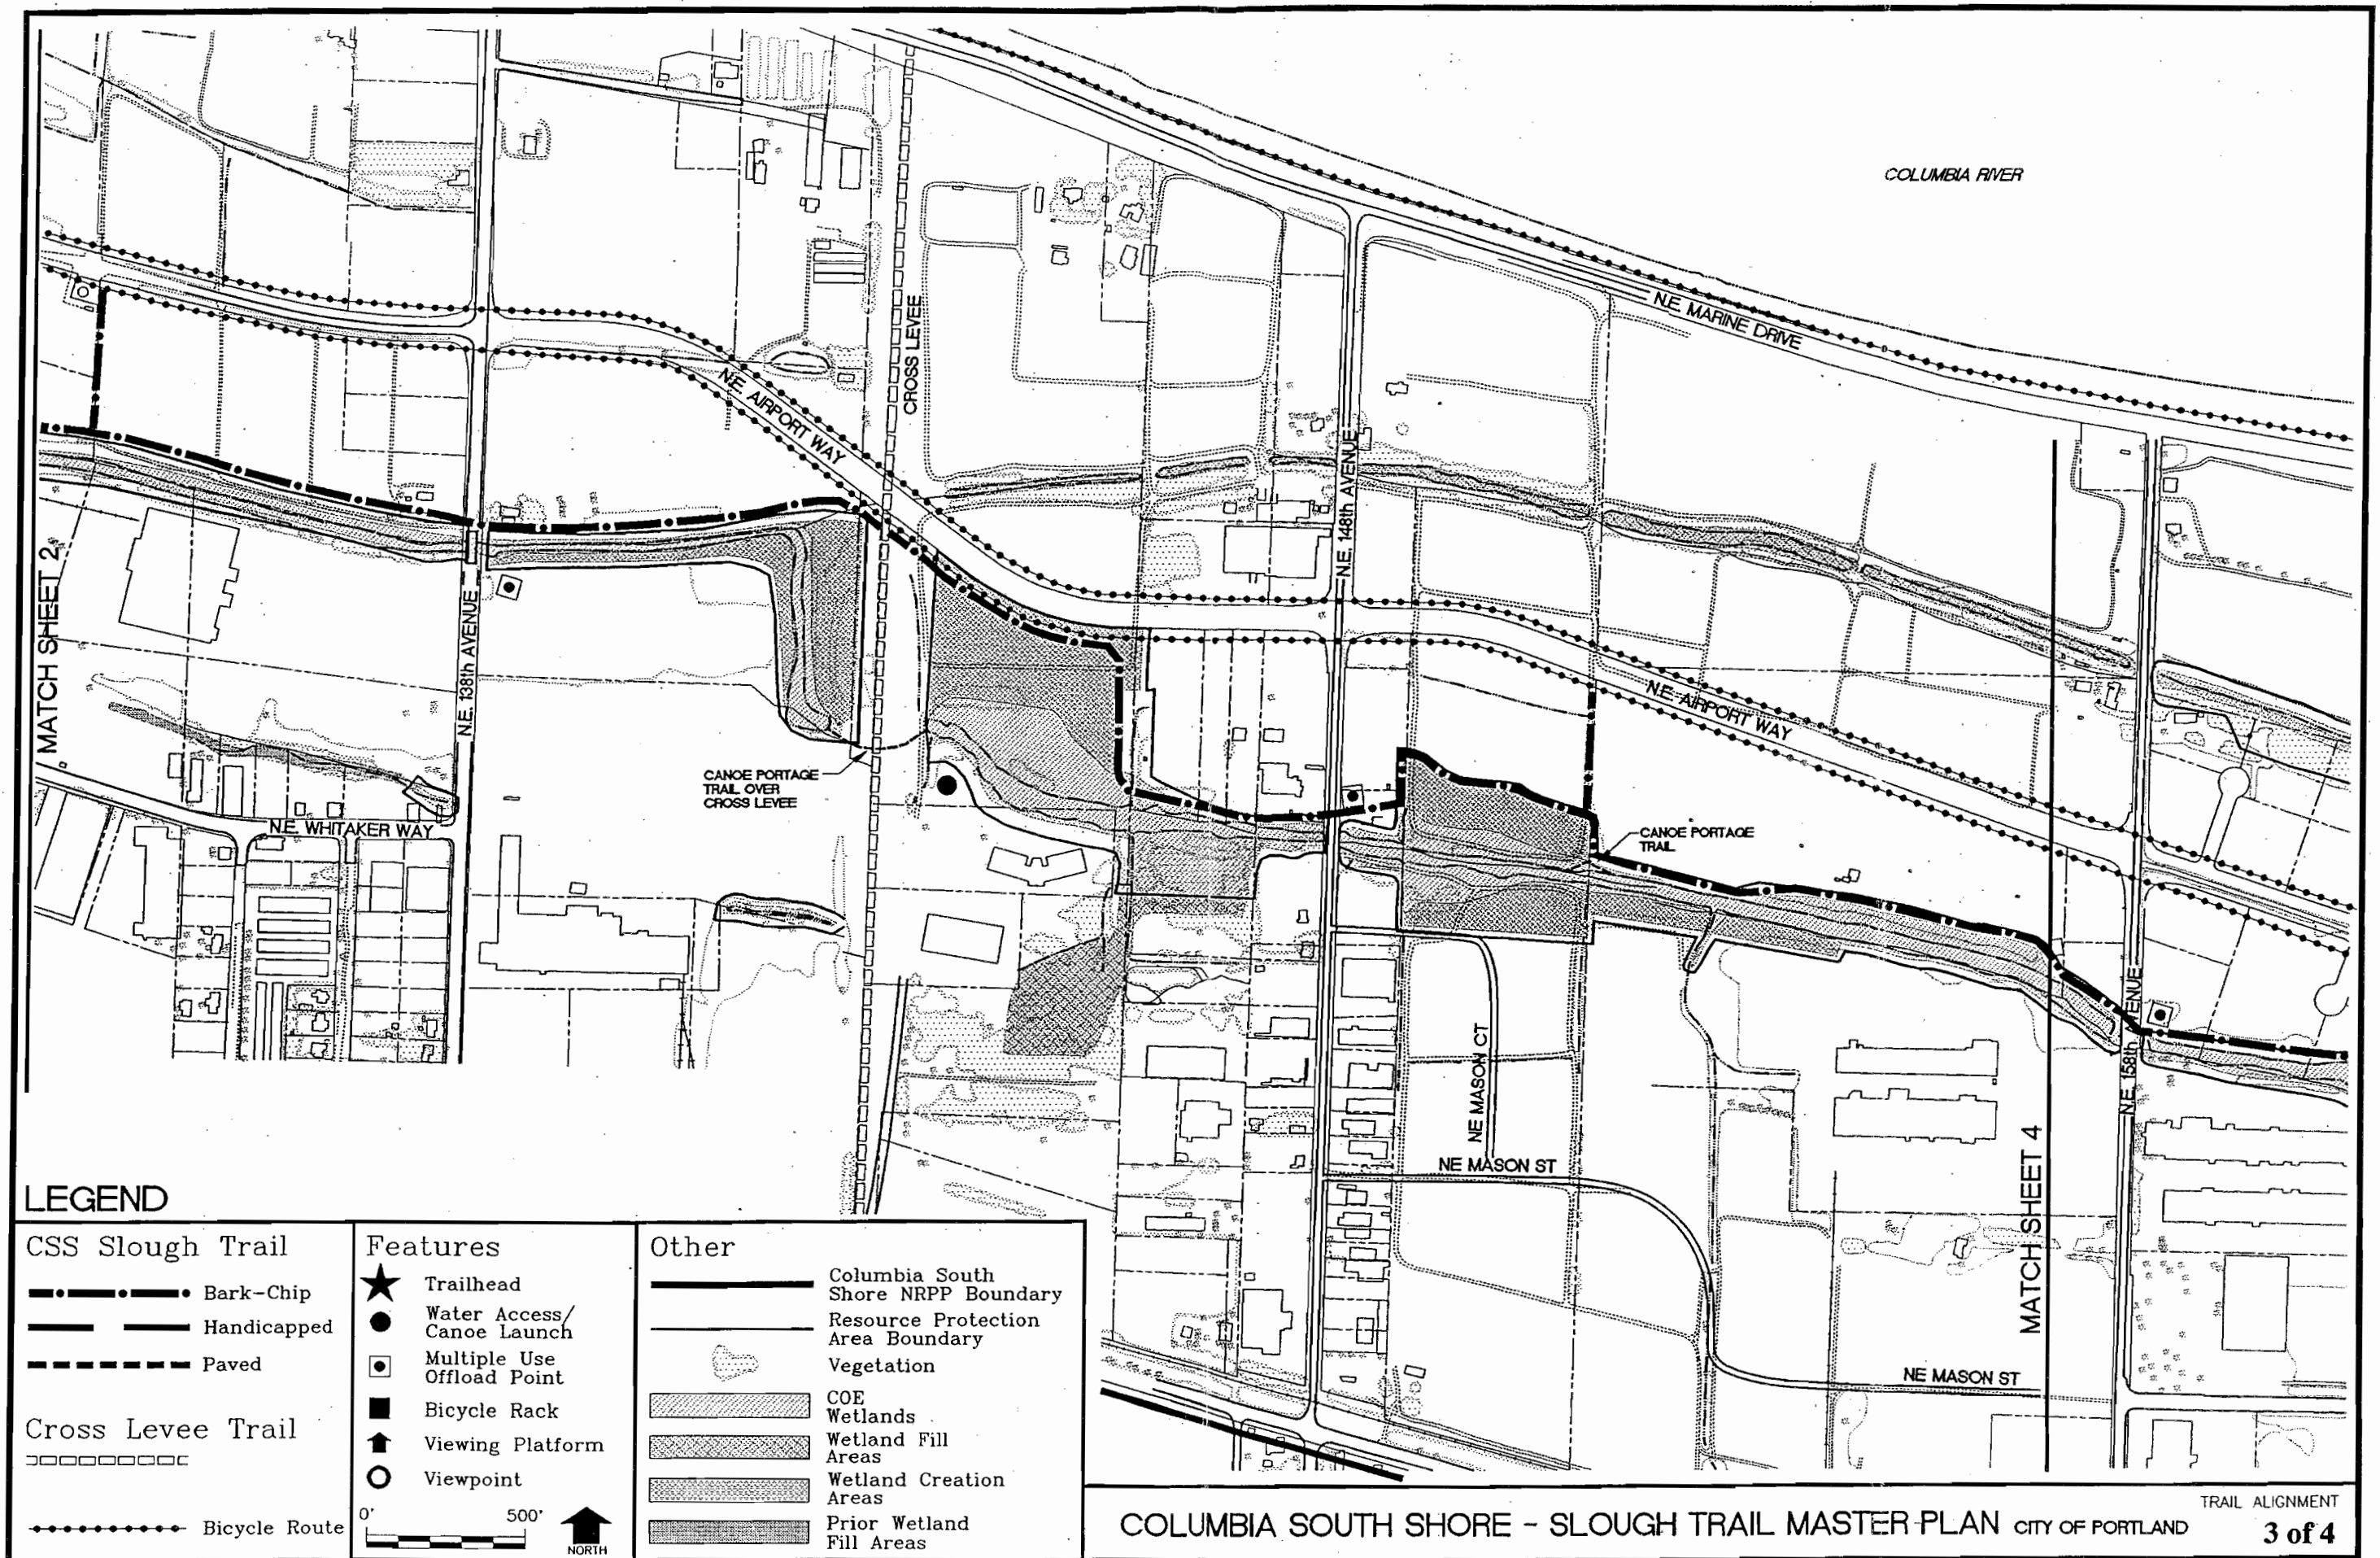 COLUMBIA RIVER
N.E. MARINE DRIVE
CROSS LEVEE
N.E. AIRPORT WAY
N.E. 148th AVENUE
MATCH SHEET 2
N.E. 138th AVENUE
N.E. AIRPORT WAY
CANOE PORTAGE
TRAIL OVER
CROSS LEVEE
N.E. WHITAKER WAY
CANOE PORTAGE
TRAIL
N.E. 158th AVENUE
NE MASON CT
NE MASON ST
MATCH SHEET 4
NE MASON ST
LEGEND
CSS Slough Trail
Bark-Chip
Handicapped
Paved
Cross Levee Trail
Bicycle Route
Features
Trailhead
Water Access/
Canoe Launch
Multiple Use
Offload Point
Bicycle Rack
Viewing Platform
Viewpoint
0'
500'
NORTH
Other
Columbia South
Shore NRPP Boundary
Resource Protection
Area Boundary
Vegetation
COE
Wetlands
Wetland Fill
Areas
Wetland Creation
Areas
Prior Wetland
Fill Areas
COLUMBIA SOUTH SHORE - SLOUGH TRAIL MASTER PLAN CITY OF PORTLAND
TRAIL ALIGNMENT
3 of 4